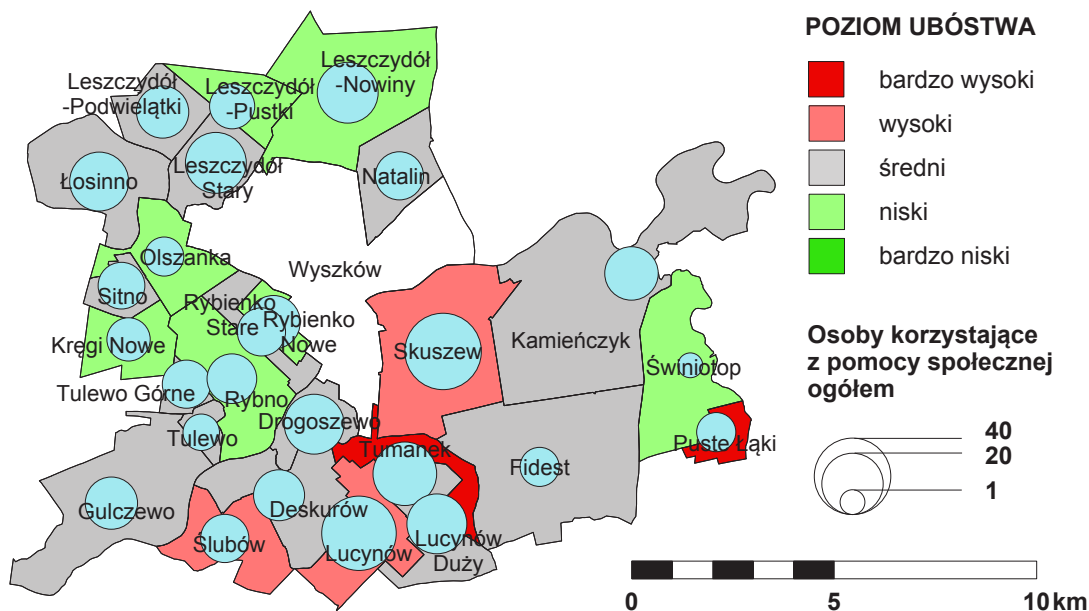 Leszczydół
-Podwielątki
Leszczydół
-Pustki
Leszczydół
-Nowiny
Łosinno
Leszczydół
Stary
Natalin
Olszanka
Wyszków
Sitno
Rybienko
Stare
Rybienko
Nowe
Kręgi Nowe
Skuszew
Kamieńczyk
Świniotop
Tulewo Górne
Rybno
Drogoszewo
Tulewo
Tumanek
Fidest
Puste Łąki
Gulczewo
Deskurów
Ślubów
Lucynów
Lucynów
Duży
POZIOM UBÓSTWA
bardzo wysoki
wysoki
średni
niski
bardzo niski
Osoby korzystające
z pomocy społecznej
ogółem
40
20
1
0 5 10 km